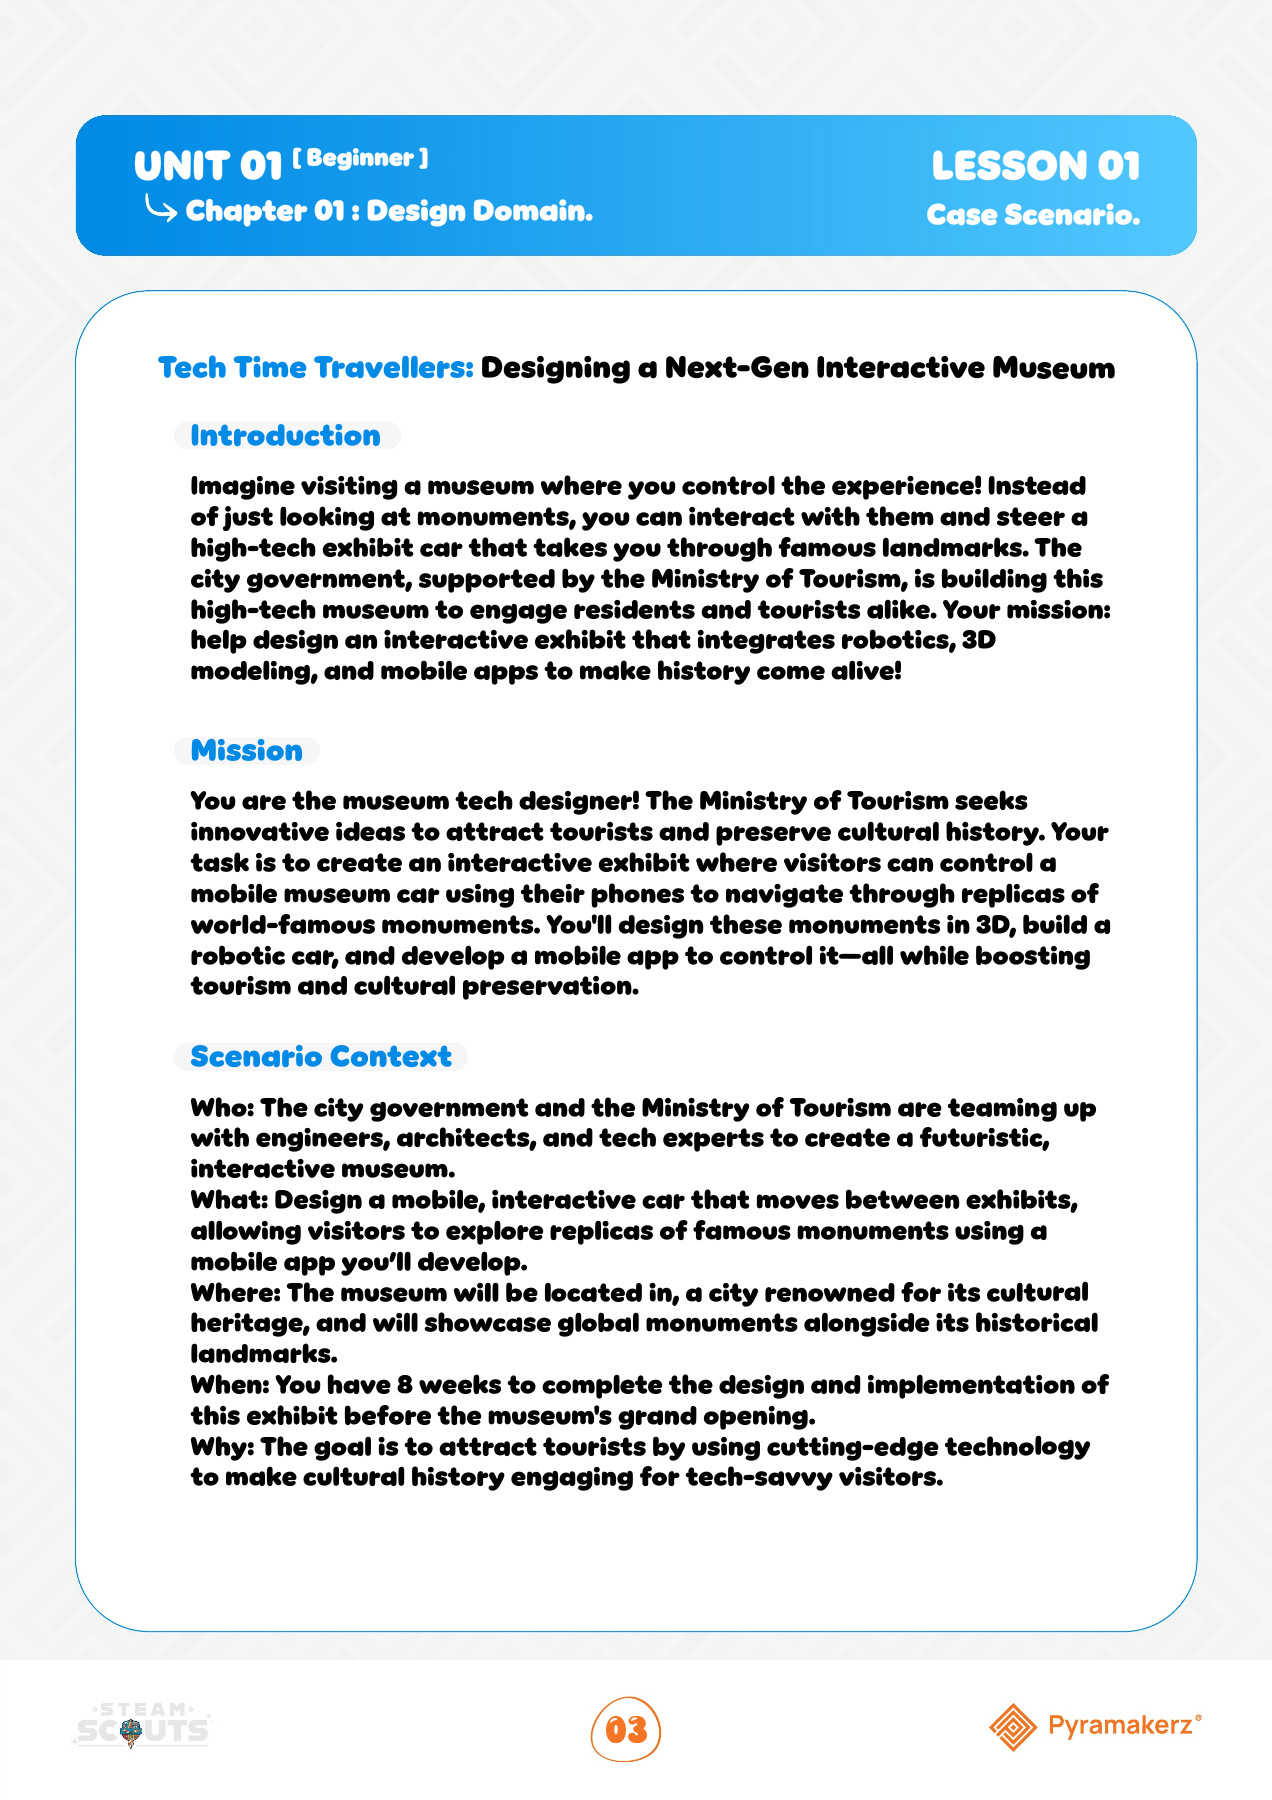 UNIT 01 [ Beginner ]
Chapter 01 : Design Domain.
LESSON 01
Case Scenario.
Tech Time Travellers: Designing a Next-Gen Interactive Museum
Introduction
Imagine visiting a museum where you control the experience! Instead
of just looking at monuments, you can interact with them and steer a
high-tech exhibit car that takes you through famous landmarks. The
city government, supported by the Ministry of Tourism, is building this
high-tech museum to engage residents and tourists alike. Your mission:
help design an interactive exhibit that integrates robotics, 3D
modeling, and mobile apps to make history come alive!
Mission
You are the museum tech designer! The Ministry of Tourism seeks
innovative ideas to attract tourists and preserve cultural history. Your
task is to create an interactive exhibit where visitors can control a
mobile museum car using their phones to navigate through replicas of
world-famous monuments. You'll design these monuments in 3D, build a
robotic car, and develop a mobile app to control it—all while boosting
tourism and cultural preservation.
Scenario Context
Who: The city government and the Ministry of Tourism are teaming up
with engineers, architects, and tech experts to create a futuristic,
interactive museum.
What: Design a mobile, interactive car that moves between exhibits,
allowing visitors to explore replicas of famous monuments using a
mobile app you’ll develop.
Where: The museum will be located in, a city renowned for its cultural
heritage, and will showcase global monuments alongside its historical
landmarks.
When: You have 8 weeks to complete the design and implementation of
this exhibit before the museum's grand opening.
Why: The goal is to attract tourists by using cutting-edge technology
to make cultural history engaging for tech-savvy visitors.
STEAM
SCOUTS
03
Pyramakerz®